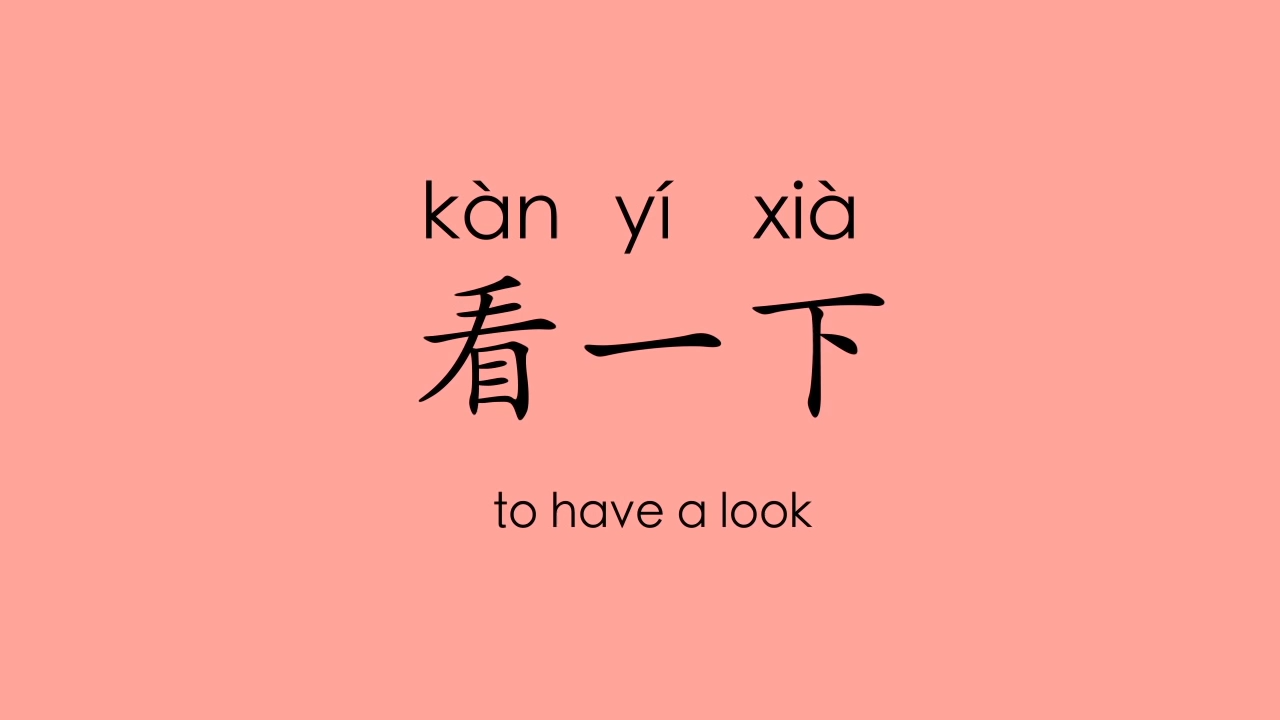 kàn yí xià
看一下
to have a look